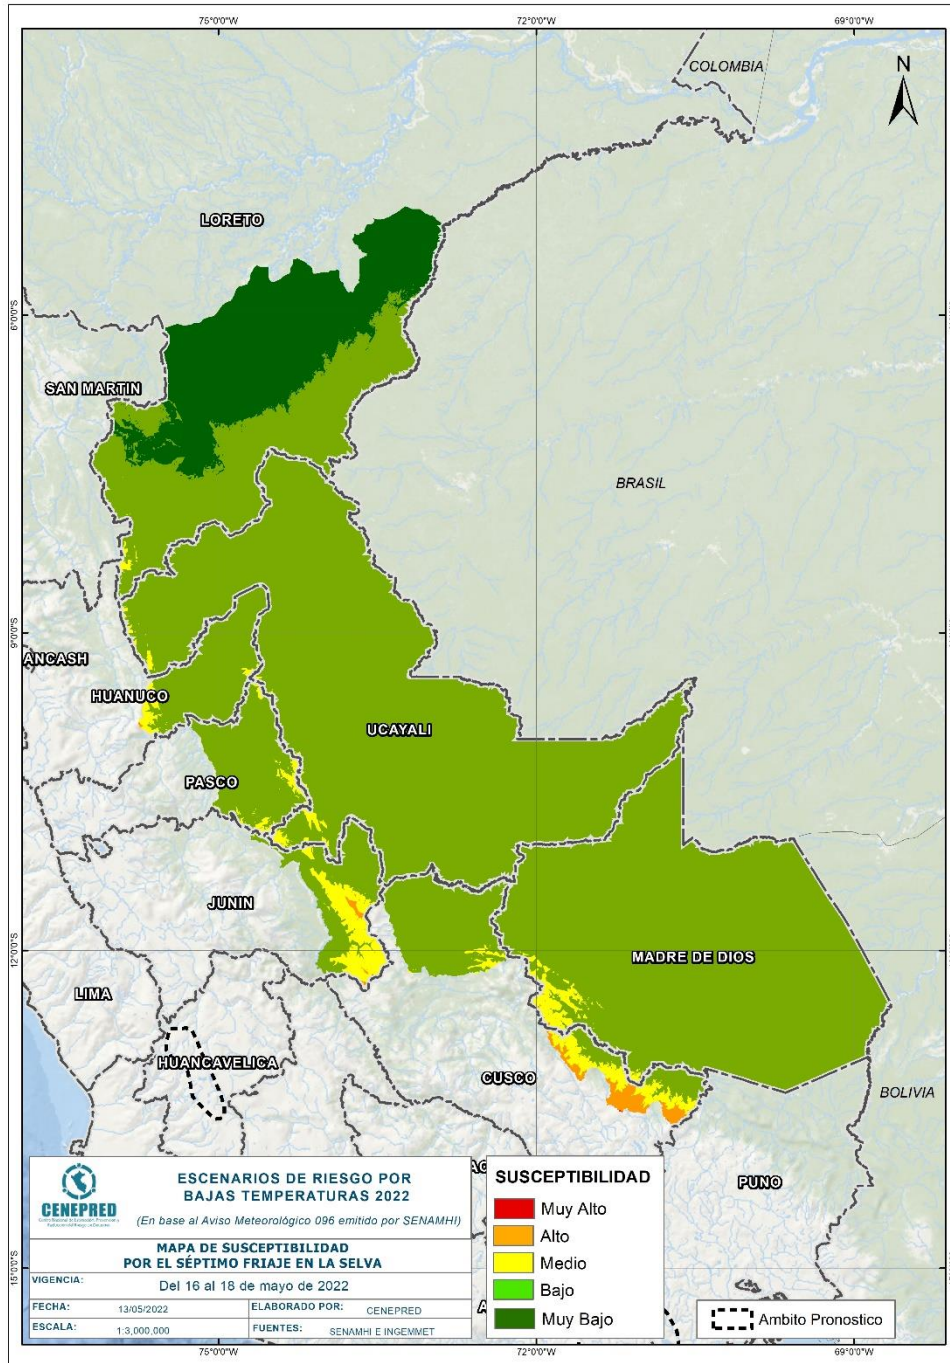 75°0'0"W
72°0'0"W
69°0'0"W
COLOMBIA
N
LORETO
6°0'0"S
SAN MARTIN
BRASIL
9°0'0"S
ANCASH
HUANUCO
UCAYALI
PASCO
JUNIN
12°0'0"S
MADRE DE DIOS
LIMA
HUANCAVELICA
CUSCO
BOLIVIA
PUNO
CENEPRED
ESCENARIOS DE RIESGO POR
BAJAS TEMPERATURAS 2022
(En base al Aviso Meteorológico 096 emitido por SENAMHI)
MAPA DE SUSCEPTIBILIDAD
POR EL SÉPTIMO FRIAJE EN LA SELVA
VIGENCIA: Del 16 al 18 de mayo de 2022
FECHA: 13/05/2022 ELABORADO POR: CENEPRED
ESCALA: 1:3,000,000 FUENTES: SENAMHI E INGEMMET
SUSCEPTIBILIDAD
Muy Alto
Alto
Medio
Bajo
Muy Bajo
Ambito Pronostico
15°0'0"S
75°0'0"W
72°0'0"W
69°0'0"W